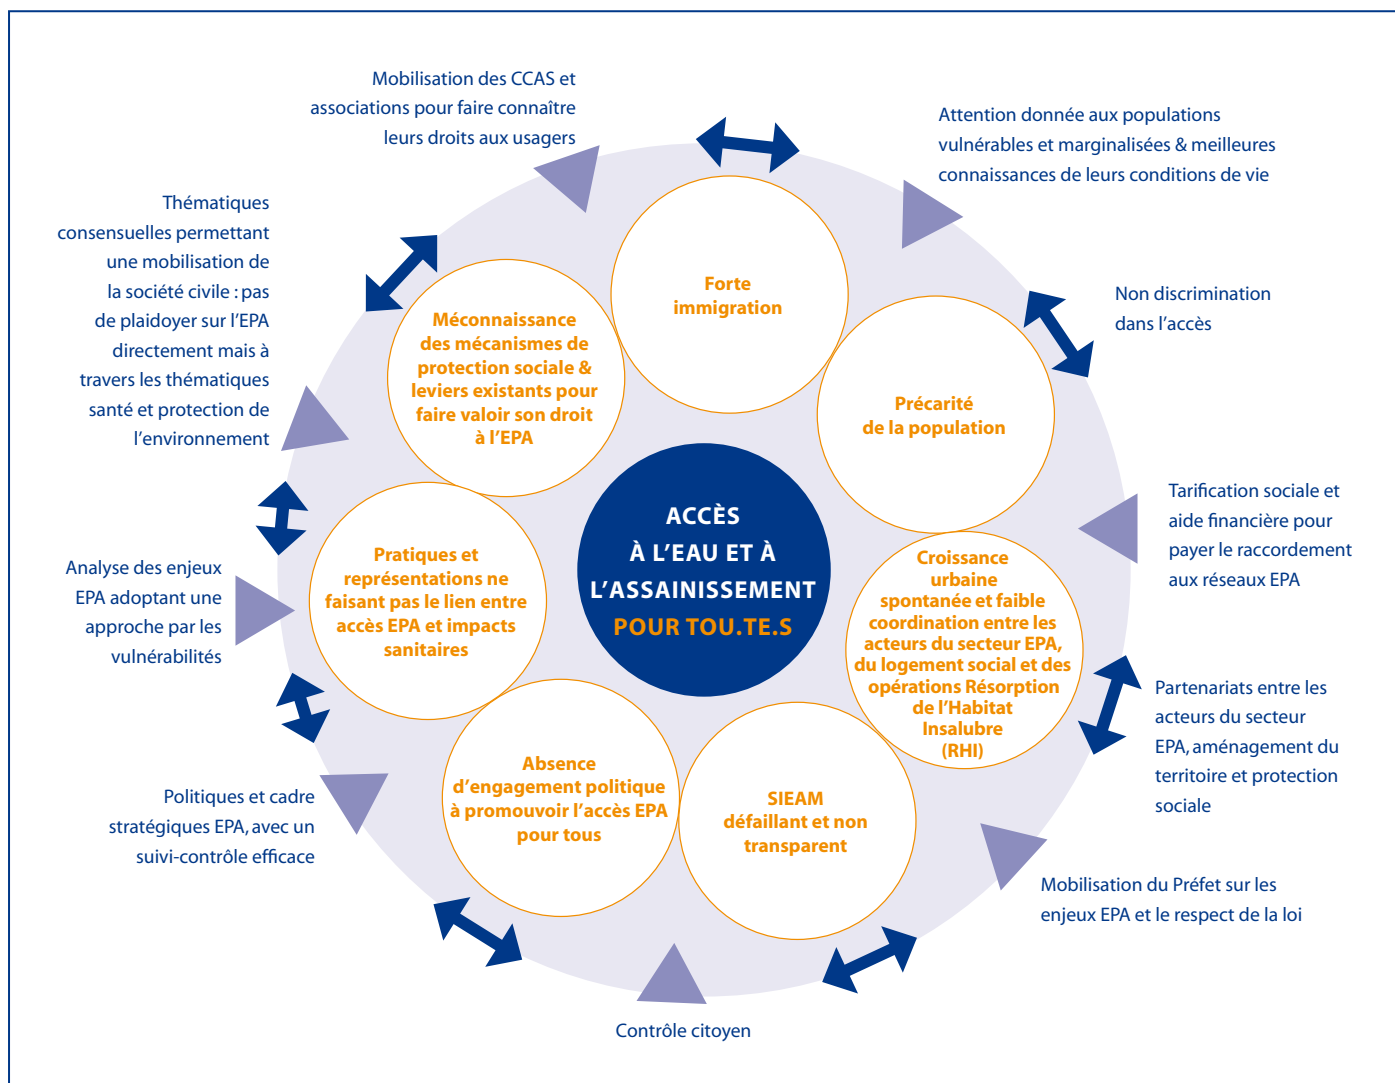 Mobilisation des CCAS et
associations pour faire connaître
leurs droits aux usagers
Attention donnée aux populations
vulnérables et marginalisées & meilleures
connaissances de leurs conditions de vie
Thématiques
consensuelles permettant
une mobilisation de
la société civile : pas
de plaidoyer sur l’EPA
directement mais à
travers les thématiques
santé et protection de
l’environnement
Non discrimination
dans l’accès
Forte
immigration
Méconnaissance
des mécanismes de
protection sociale &
leviers existants pour
faire valoir son droit
à l’EPA
Précarité
de la population
ACCÈS
À L’EAU ET À
L’ASSAINISSEMENT
POUR TOU.TE.S
Tarification sociale et
aide financière pour
payer le raccordement
aux réseaux EPA
Analyse des enjeux
EPA adoptant une
approche par les
vulnérabilités
Pratiques et
représentations ne
faisant pas le lien entre
accès EPA et impacts
sanitaires
Croissance
urbaine
spontanée et faible
coordination entre les
acteurs du secteur EPA,
du logement social et des
opérations Résorption
de l’Habitat
Insalubre
(RHI)
Partenariats entre les
acteurs du secteur
EPA, aménagement du
territoire et protection
sociale
Absence
d’engagement politique
à promouvoir l’accès EPA
pour tous
SIEAM
défaillant et non
transparent
Politiques et cadre
stratégiques EPA, avec un
suivi-contrôle efficace
Mobilisation du Préfet sur les
enjeux EPA et le respect de la loi
Contrôle citoyen